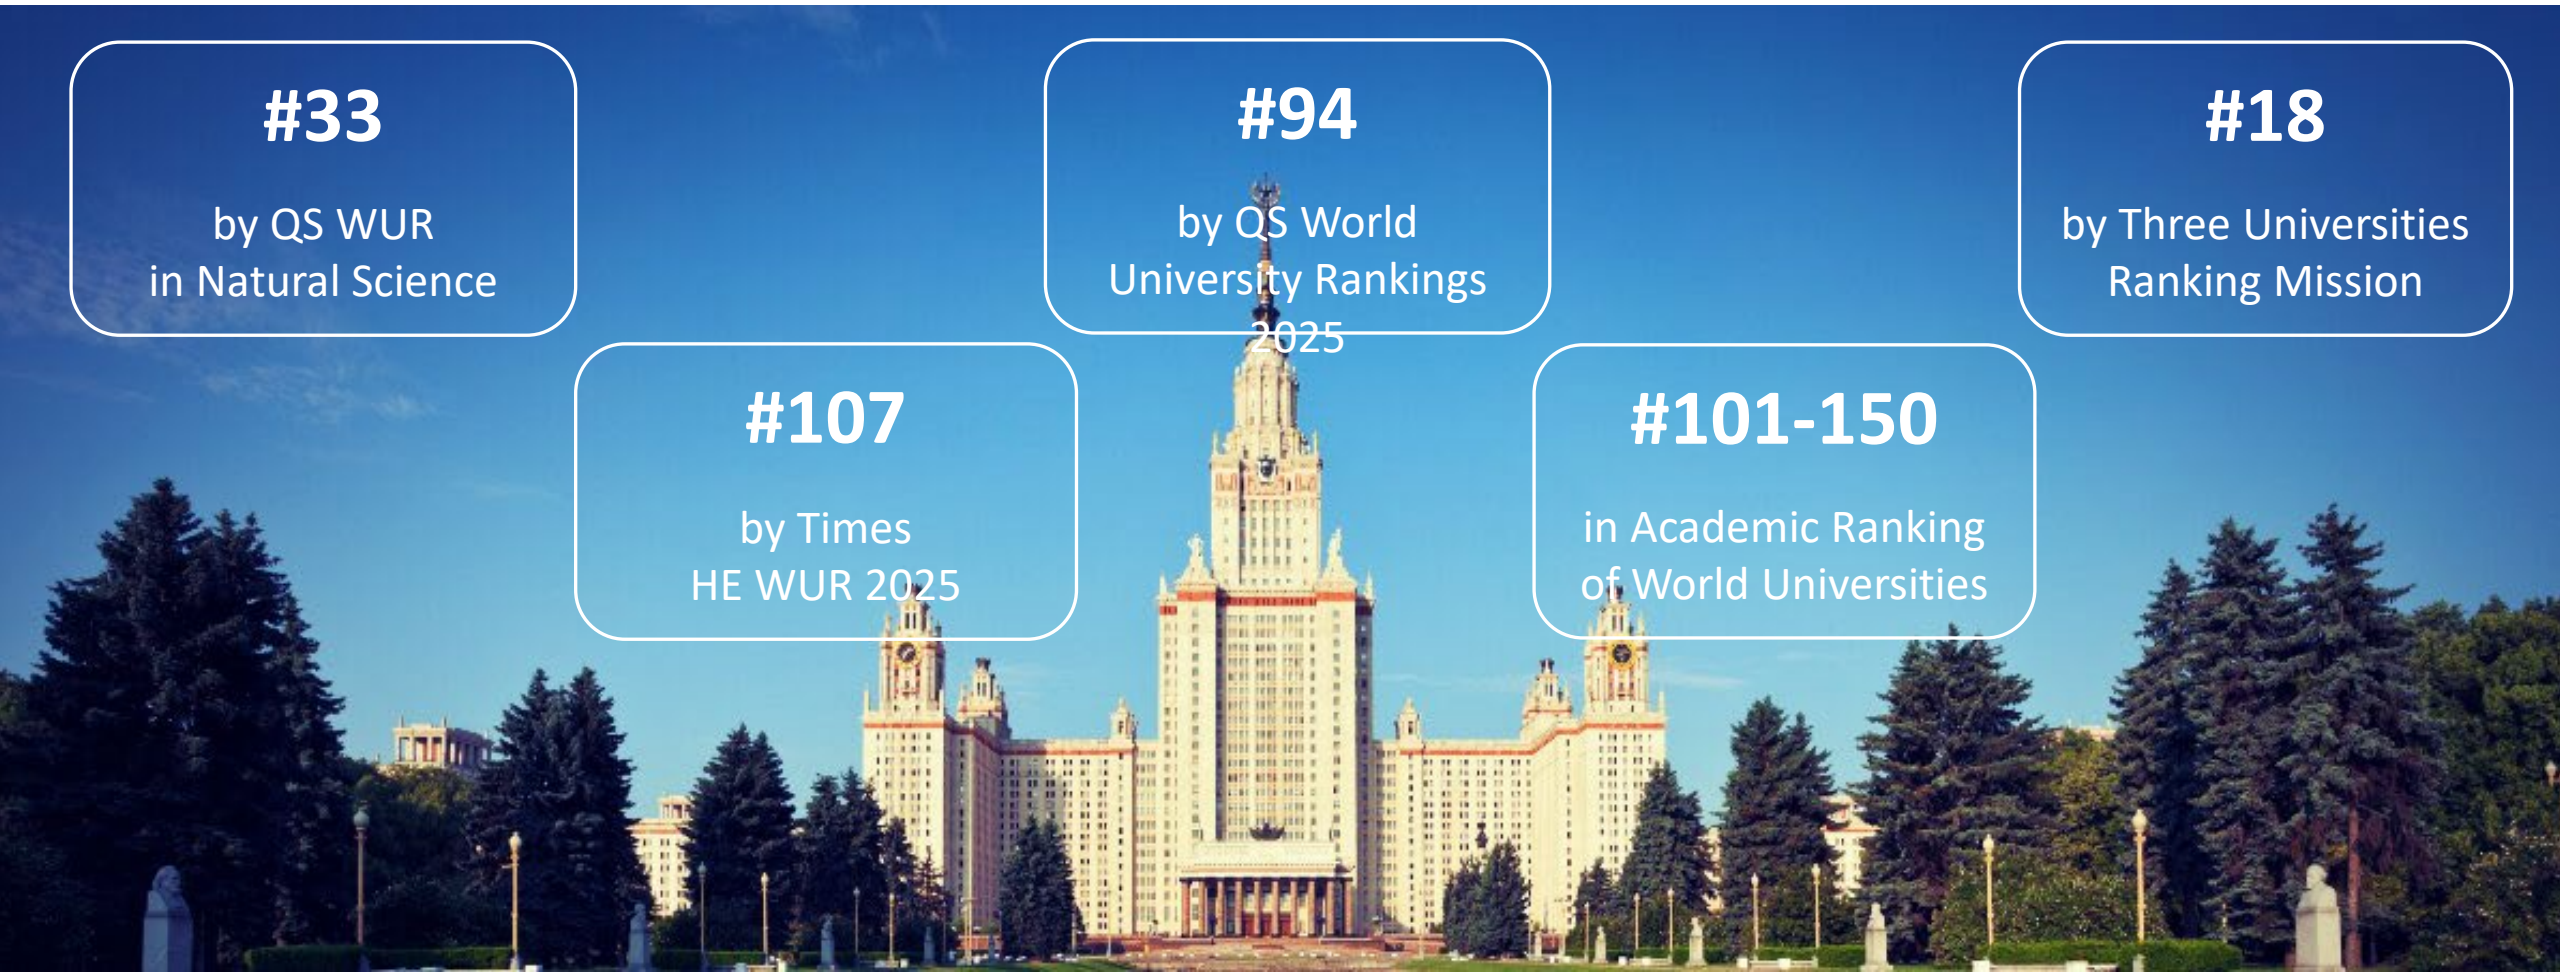 #33
by QS WUR
in Natural Science
#107
by Times
HE WUR 2025
#94
by QS World
University Rankings
2025
#101-150
in Academic Ranking
of World Universities
#18
by Three Universities
Ranking Mission